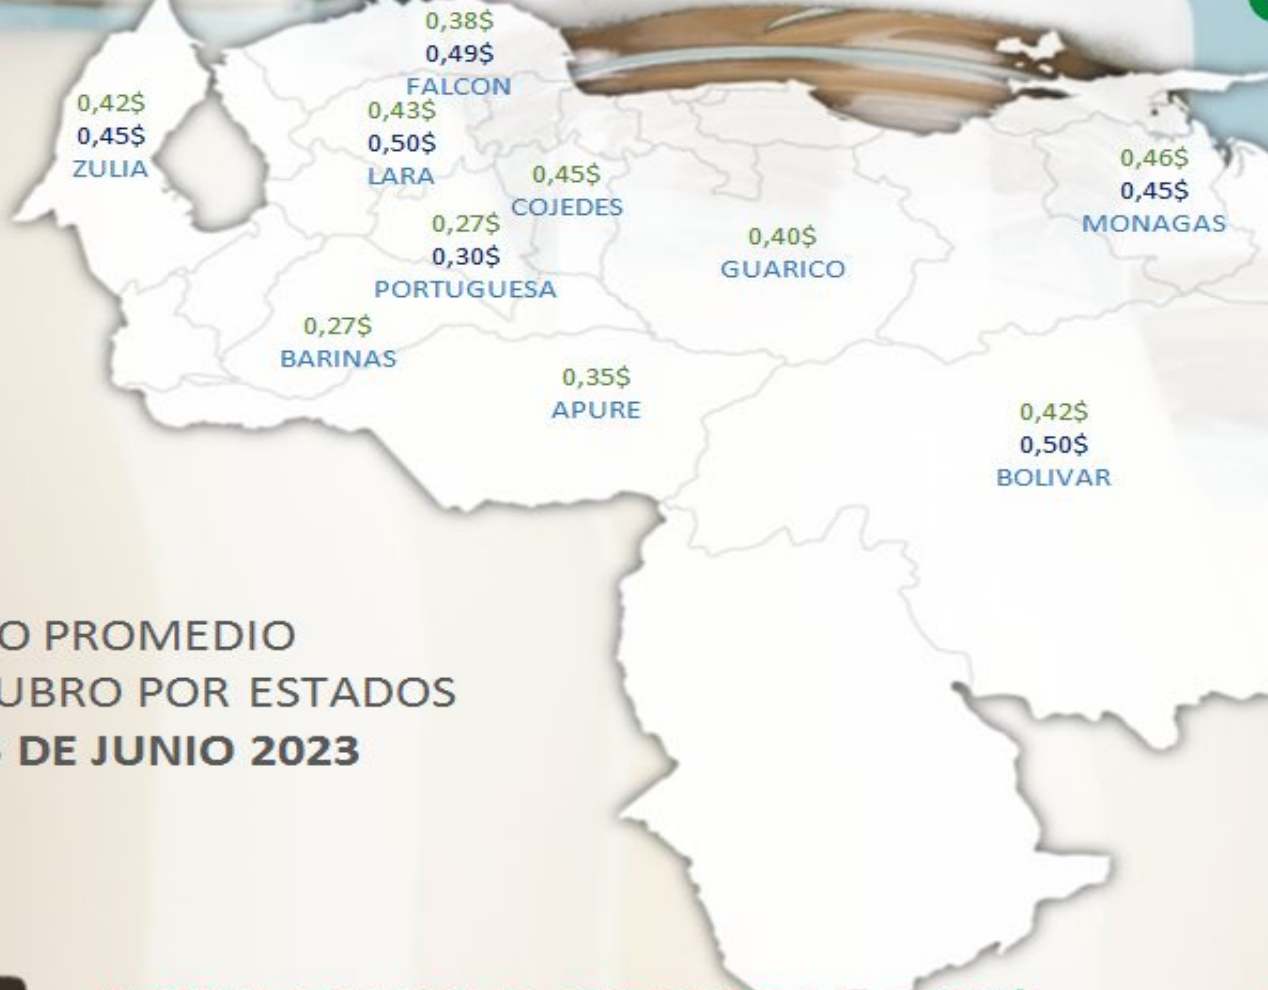 0,38$
0,49$
FALCON
0,42$
0,45$
ZULIA
0,43$
0,50$
LARA
0,45$
COJEDES
0,46$
0,45$
MONAGAS
0,27$
0,30$
PORTUGUESA
0,40$
GUARICO
0,27$
BARINAS
0,35$
APURE
0,42$
0,50$
BOLIVAR
O PROMEDIO
UBRO POR ESTADOS
DE JUNIO 2023